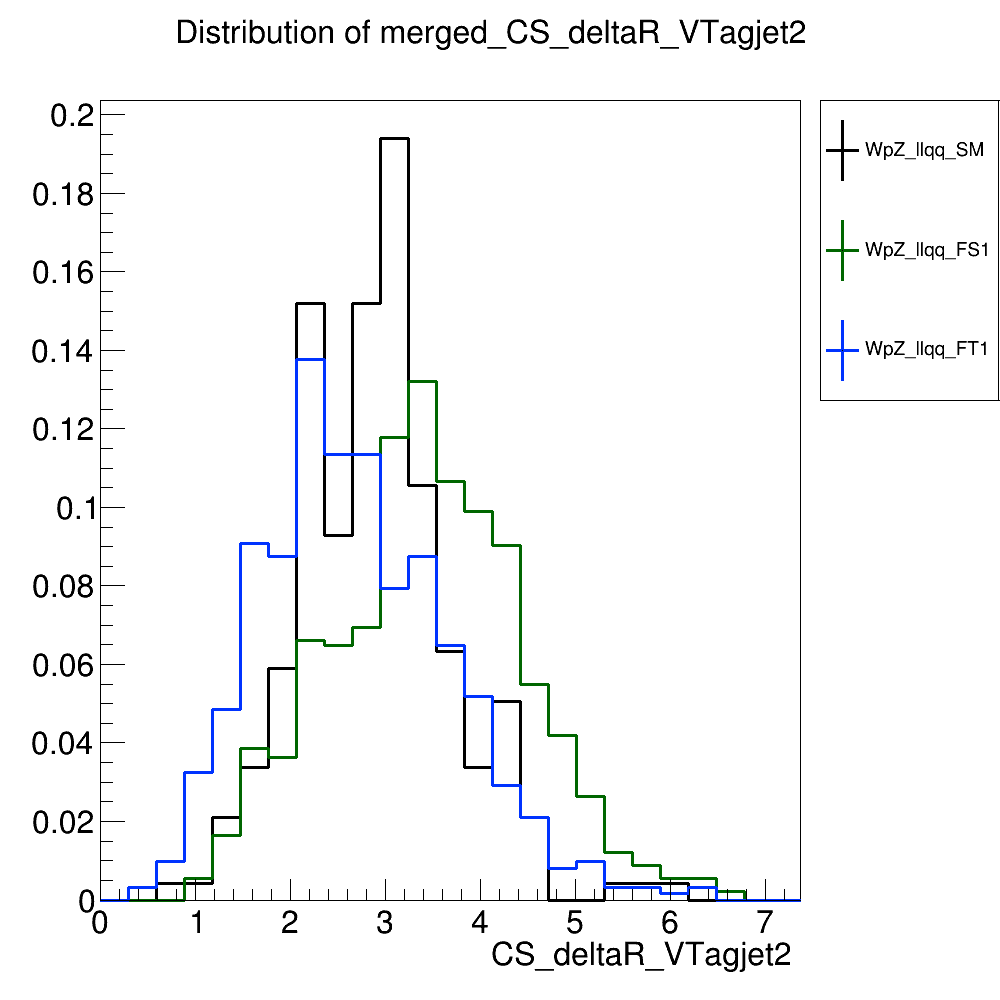 Distribution of merged_CS_deltaR_VTagjet2
0.2
0.18
0.16
0.14
0.12
0.1
0.08
0.06
0.04
0.02
0
0 1 2 3 4 5 6 7
CS_deltaR_VTagjet2
WpZ_llqq_SM
WpZ_llqq_FS1
WpZ_llqq_FT1